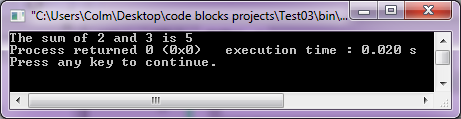 "C:\Users\Colm\Desktop\code blocks projects\Test03\bin\...
The sum of 2 and 3 is 5
Process returned 0 (0x0)   execution time : 0.020 s
Press any key to continue.